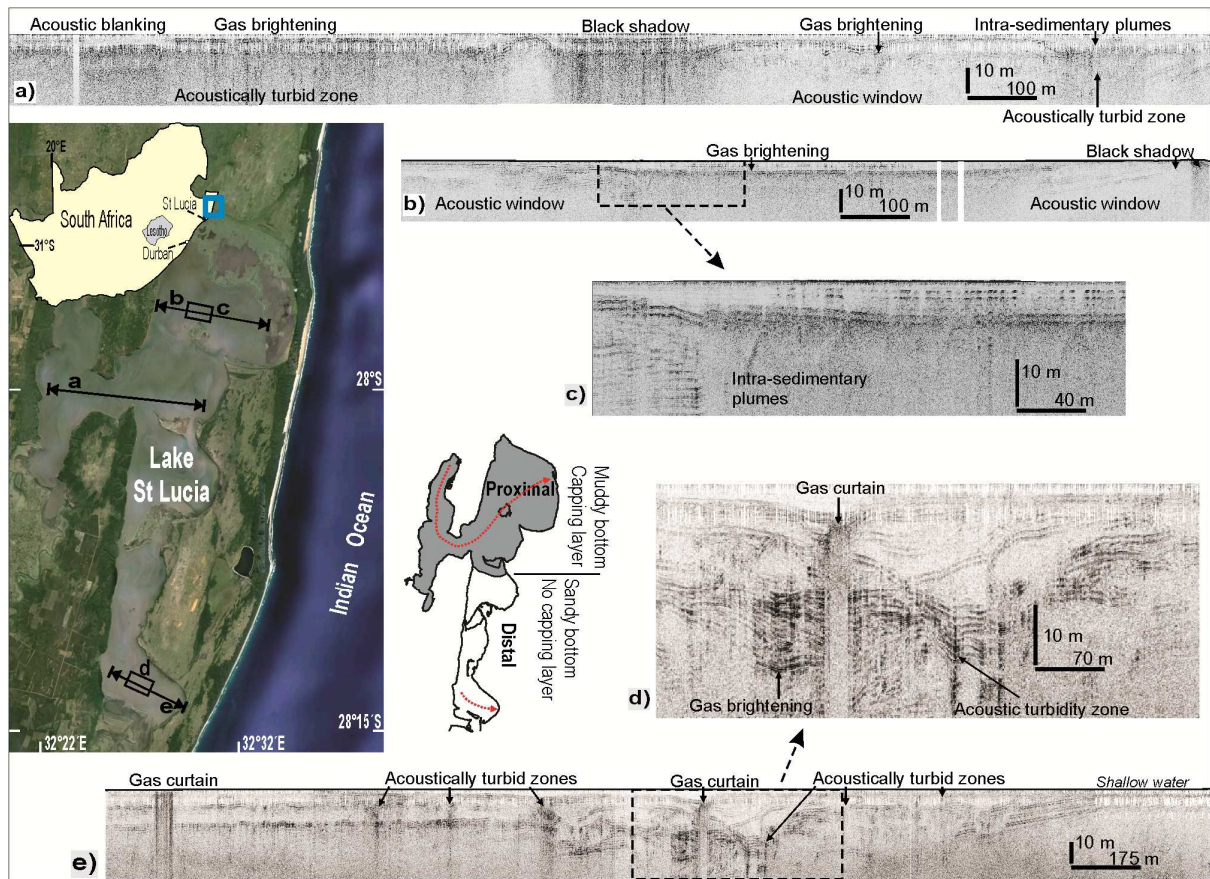 Acoustic blanking
Gas brightening
Black shadow
Gas brightening
Intra-sedimentary plumes
10 m
100 m
a)
Acoustically turbid zone
Acoustic window
Acoustically turbid zone
20°E
South Africa
St Lucia
Lesotho
31°S
Durban
b
c
a
28°S
Lake
St Lucia
Indian Ocean
d
e
28°15´S
32°22´E
32°32´E
Gas brightening
Black shadow
b)
Acoustic window
10 m
100 m
Acoustic window
c)
Intra-sedimentary
plumes
10 m
40 m
Proximal
Muddy bottom
Capping layer
Sandy bottom
No capping layer
Distal
Gas curtain
10 m
70 m
d)
Gas brightening
Acoustic turbidity zone
Gas curtain
Acoustically turbid zones
Gas curtain
Acoustically turbid zones
Shallow water
e)
10 m
175 m